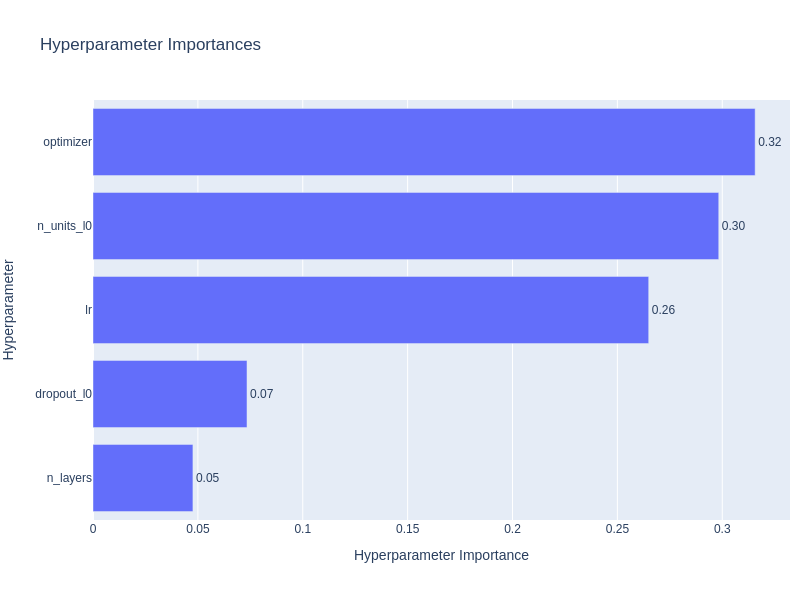 Hyperparameter Importances
Hyperparameter
optimizer 0.32
n_units_l0 0.30
lr 0.26
dropout_l0 0.07
n_layers 0.05
0 0.05 0.1 0.15 0.2 0.25 0.3
Hyperparameter Importance